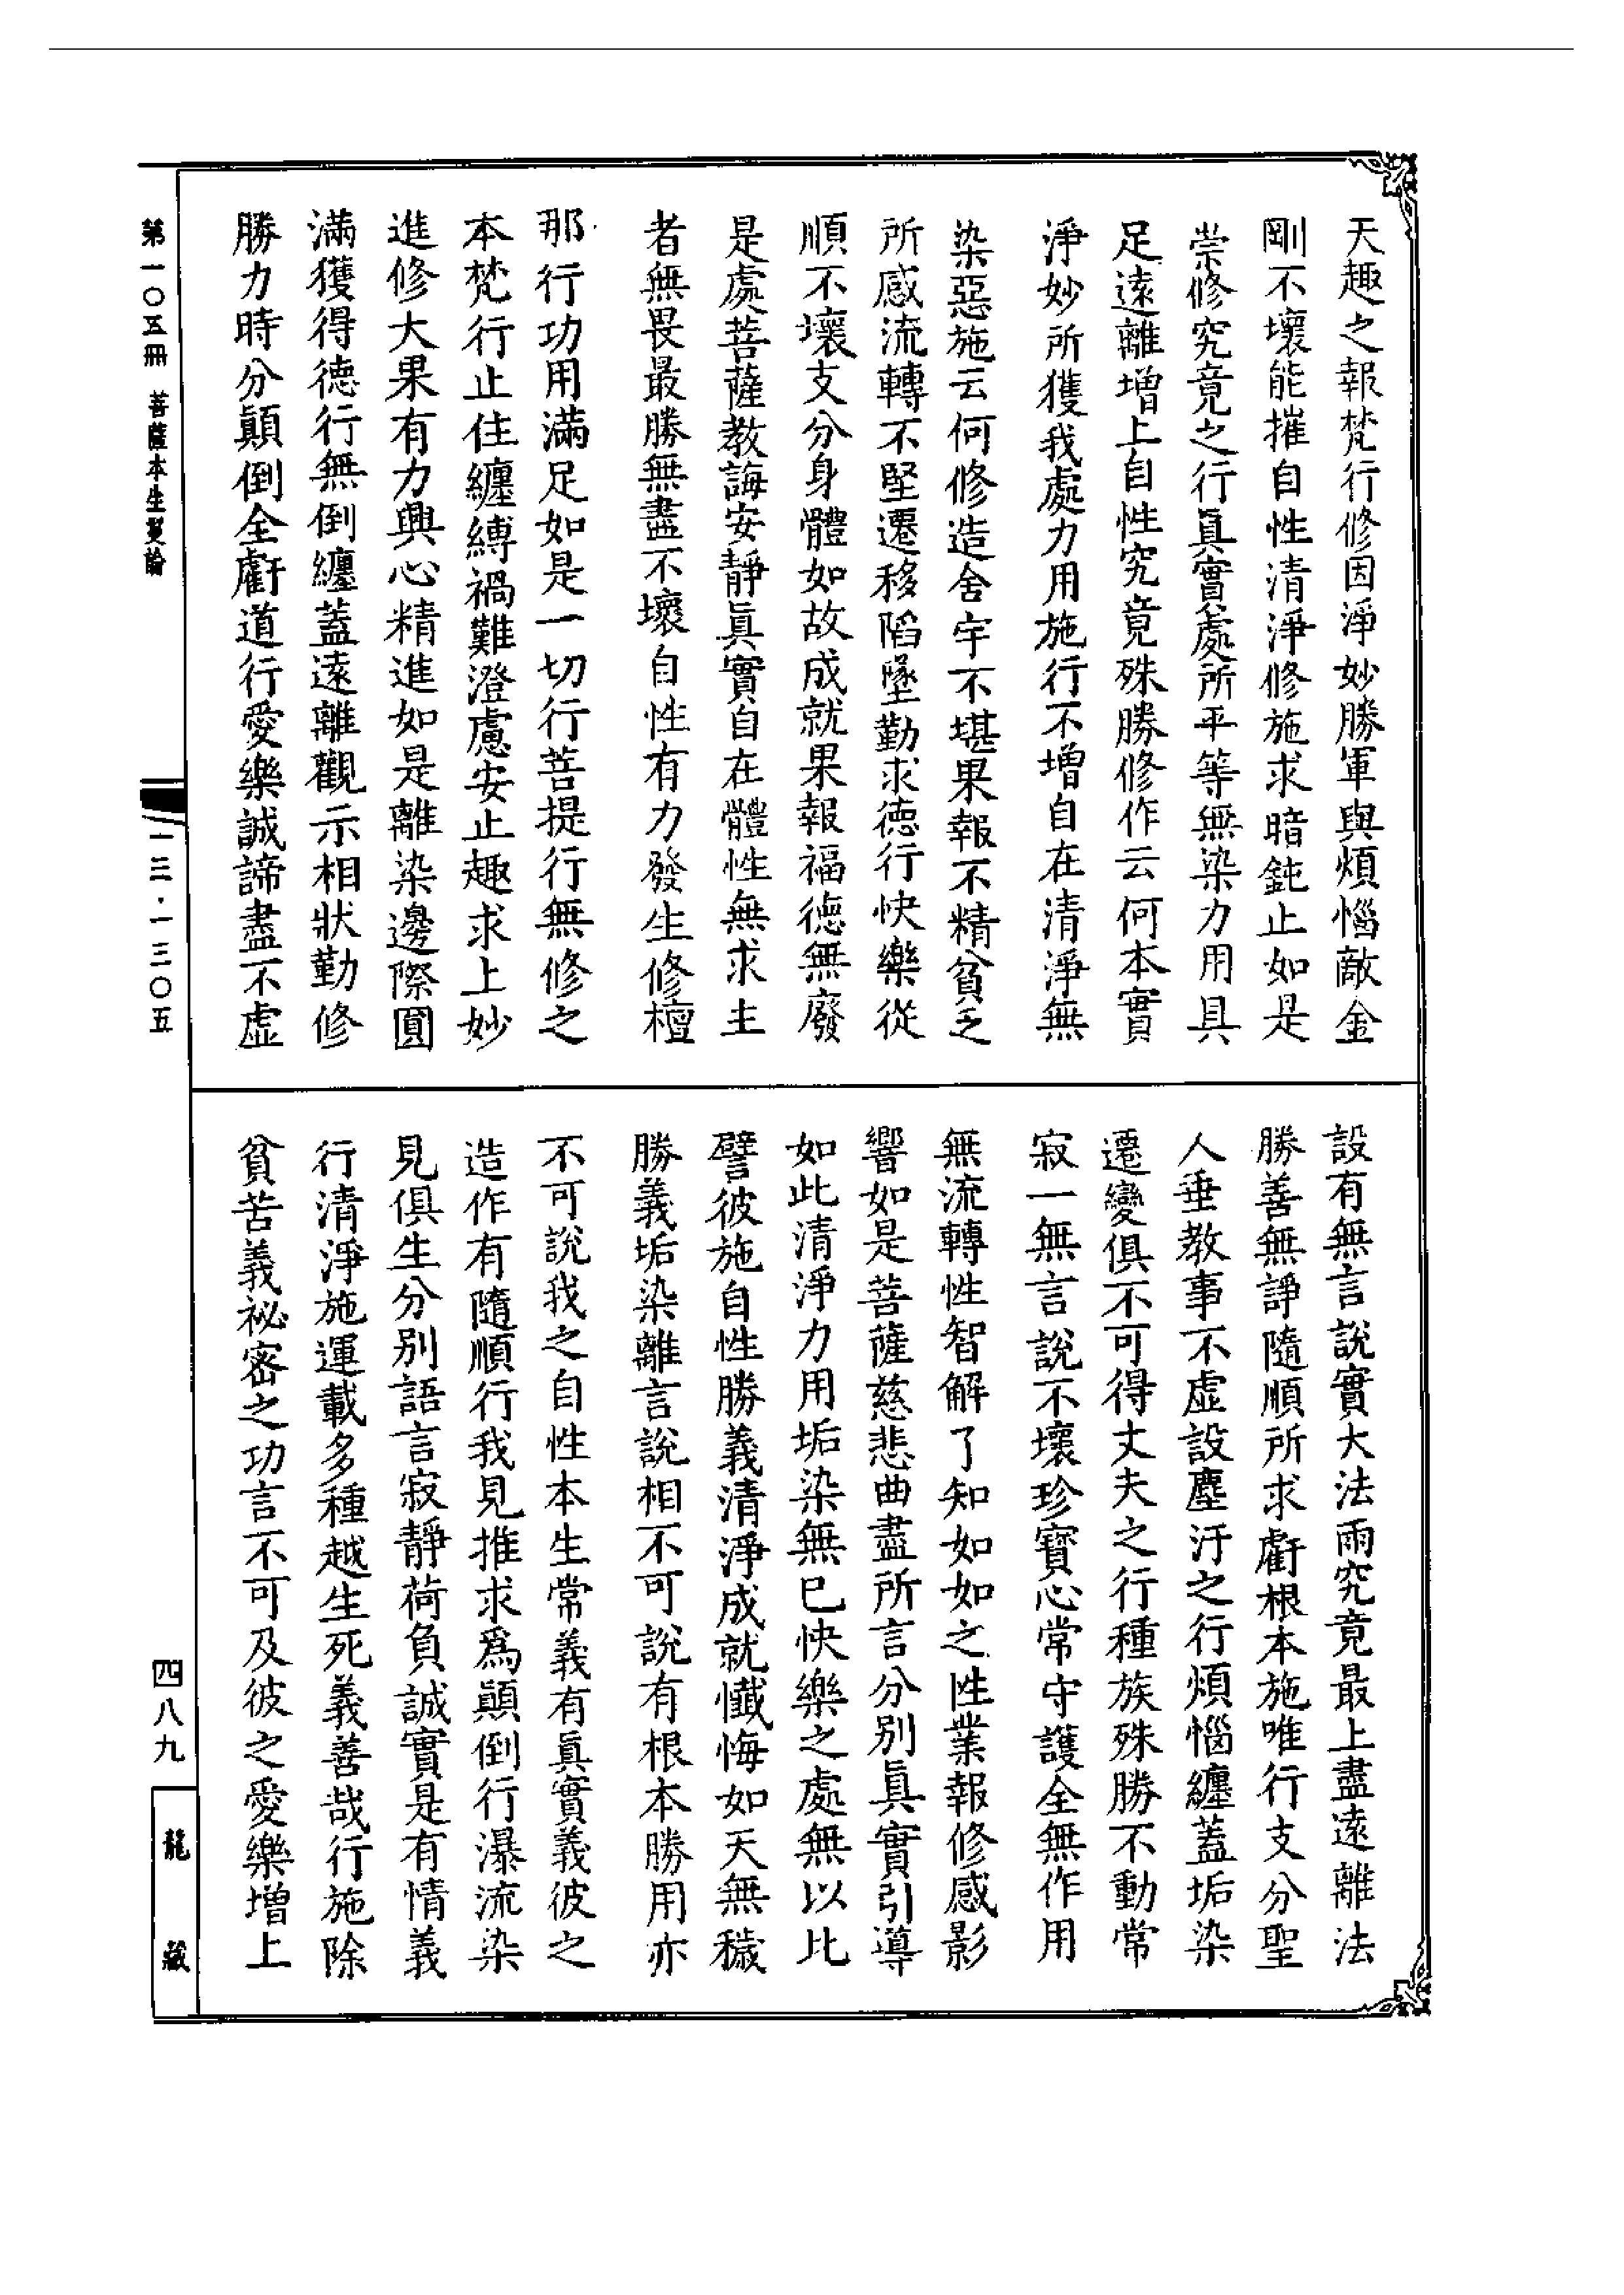 天趣之報梵行修因淨妙勝軍與煩惱敵金
剛不壞能摧自性清淨修施求暗鈍止如是
崇修究竟之行眞實處所平等無染力用具
足遠離增上自性究竟殊勝修作云何本實
淨妙所獲我處力用施行不增自在清淨無
染惡施云何修造舍宇不堪果報不精貧乏
所感流轉不堅遷移陷墜勤求德行快樂從
順不壞支分身體如故成就果報福德無廢
是處菩薩教誨安靜眞實自在體性無求主
者無畏最勝無盡不壞自性有力發生修檀
那行功用滿足如是一切行菩提行無修之
本梵行止住纏縛禍難澄慮安止趣求上妙
進修大果有力興心精進如是離染邊際圓
滿獲得德行無倒纏蓋遠離觀示相狀勤修
勝力時分顚倒全虧道行愛樂誠諦盡不虛
設有無言說實大法雨究竟最上盡遠離法
勝善無諍隨順所求虧根本施唯行支分聖
人垂教事不虛設塵汙之行煩惱纏蓋垢染
遷變俱不可得丈夫之行種族殊勝不動常
寂一無言說不壞珍寶心常守護全無作用
無流轉性智解了知如如之性業報修感影
響如是菩薩慈悲曲盡所言分別眞實引導
如此清淨力用垢染無已快樂之處無以比
譬彼施自性勝義清淨成就懺悔如天無穢
勝義垢染離言說相不可說有根本勝用亦
不可說我之自性本生常義有眞實義彼之
造作有隨順行我見推求爲顚倒行瀑流染
見俱生分別語言寂靜荷負誠實是有情義
行清淨施運載多種越生死義善哉行施除
貧苦義祕密之功言不可及彼之愛樂增上
第一〇五冊 菩薩本生鬘論
一三·一三〇五
四八九
龍藏